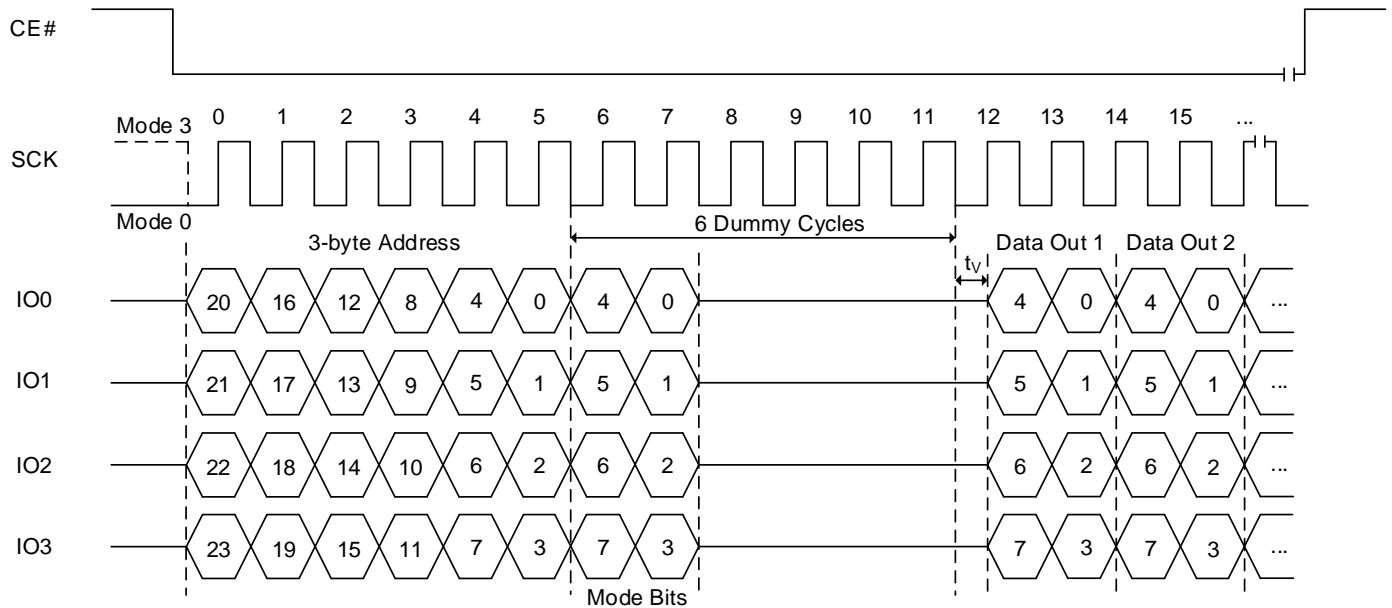 CE#
0 1 2 3 4 5 6 7 8 9 10 11 12 13 14 15 ...
Mode 3
SCK
Mode 0
6 Dummy Cycles
3-byte Address
Data Out 1 Data Out 2
tV
IO0 20 16 12 8 4 0 4 0 4 0 4 0 ...
IO1 21 17 13 9 5 1 5 1 5 1 5 1 ...
IO2 22 18 14 10 6 2 6 2 6 2 6 2 ...
IO3 23 19 15 11 7 3 7 3 7 3 7 3 ...
Mode Bits